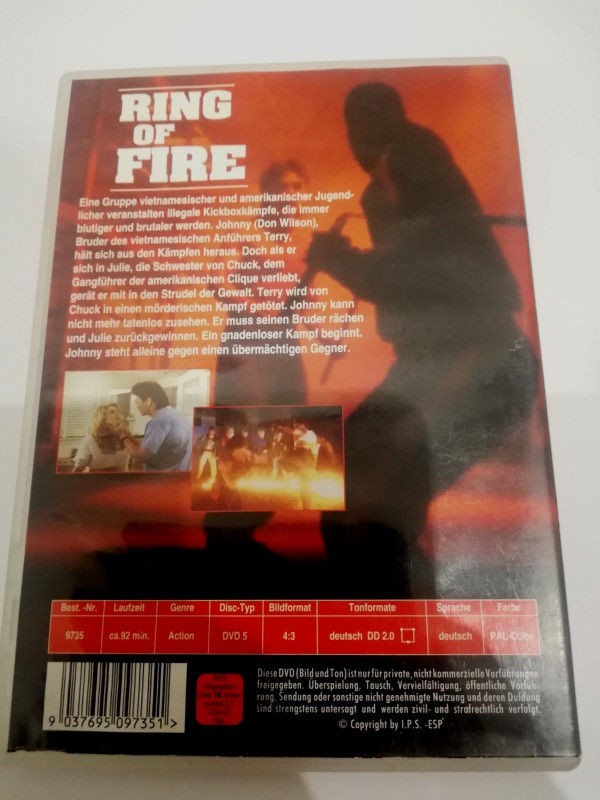 RING
OF
FIRE
Eine Gruppe vietnamesischer und amerikanischer Jugend-
licher veranstalten illegale Kickboxkämpfe, die immer
blutiger und brutaler werden. Johnny (Don Wilson),
Bruder des vietnamesischen Anführers Terry,
hält sich aus den Kämpfen heraus. Doch als er
sich in Julie, die Schwester von Chuck, dem
Gangführer der amerikanischen Clique verliebt,
gerät er mit in den Strudel der Gewalt. Terry wird von
Chuck in einen mörderischen Kampf getötet. Johnny kann
nicht mehr tatenlos zusehen. Er muss seinen Bruder rächen
und Julie zurückgewinnen. Ein gnadenloser Kampf beginnt.
Johnny steht alleine gegen einen übermächtigen Gegner.
Best. -Nr. Laufzeit Genre Disc-Typ Bildformat Tonformate Sprache Farbe
9735 ca.92 min. Action DVD 5 4:3 deutsch DD 2.0 deutsch PAL-Color
Diese DVD (Bild und Ton) ist nur für private, nicht kommerzielle Vorführungen
freigegeben. Überspielung, Tausch, Vervielfältigung, öffentliche Vorfüh-
rung, Sendung oder sonstige nicht genehmigte Nutzung und deren Duldung
sind strengstens untersagt und werden zivil- und strafrechtlich verfolgt.
© Copyright by I.P.S. -ESP
9 037695 097351 >